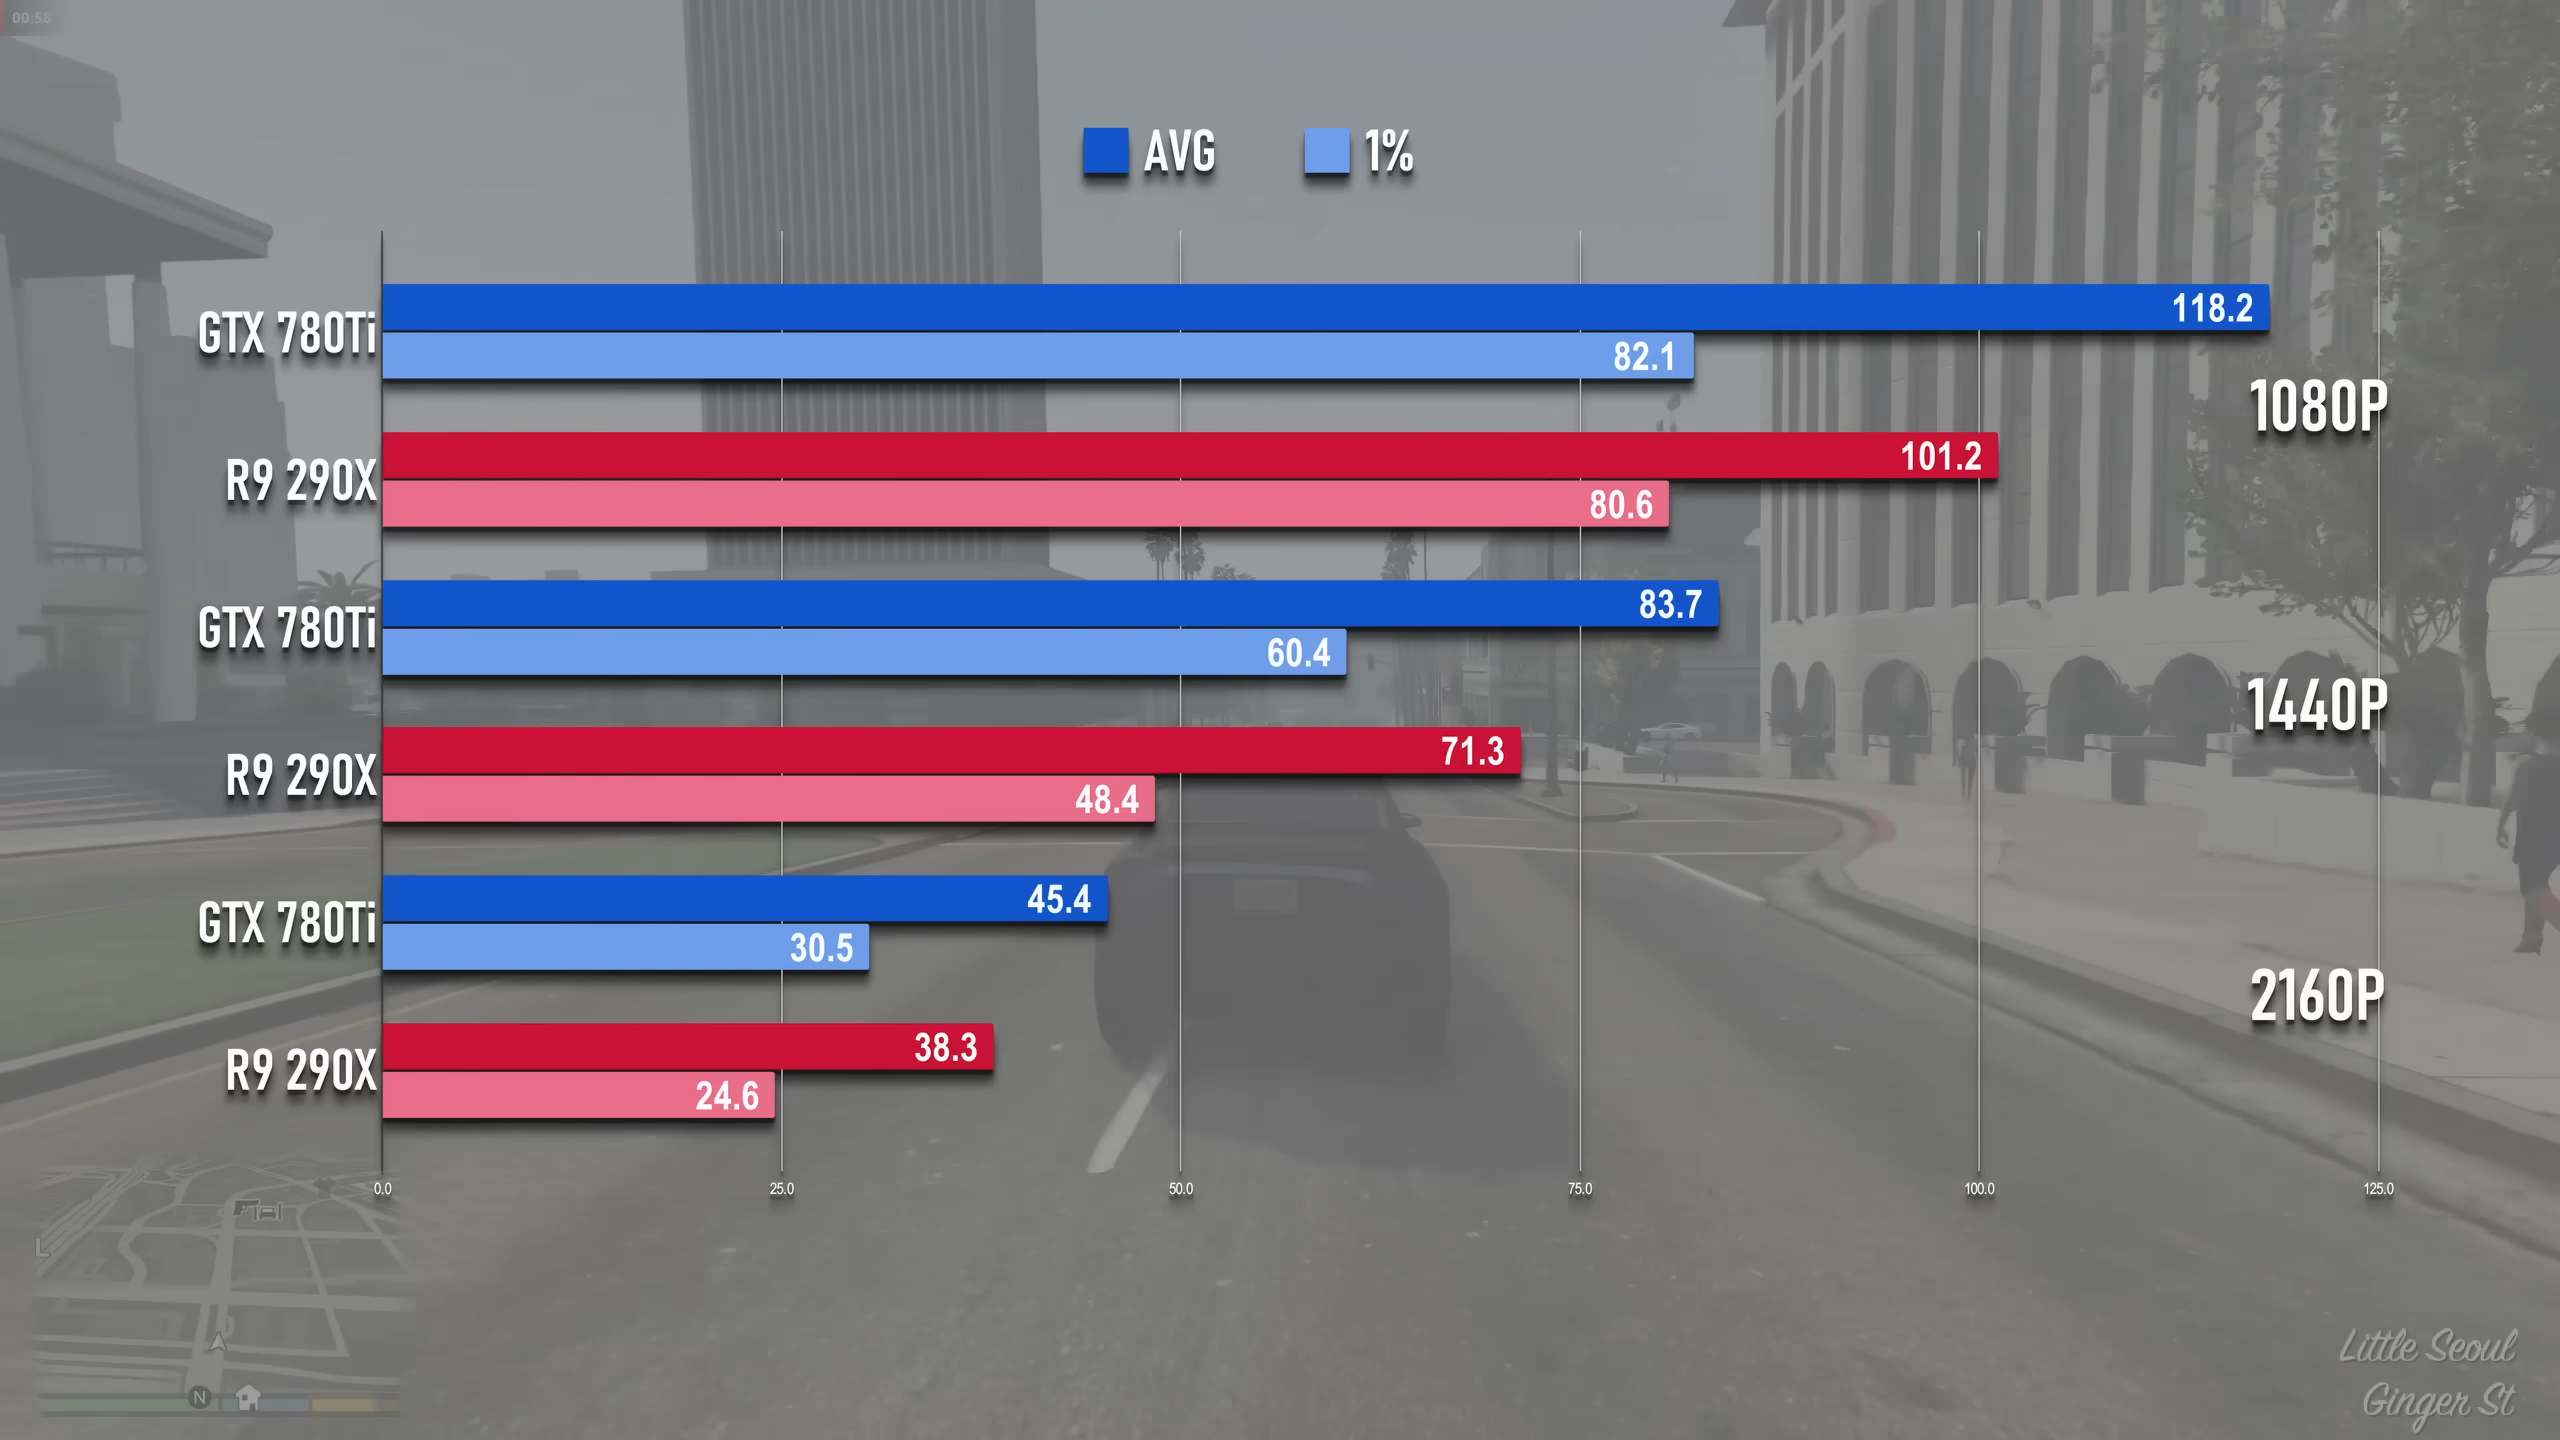 00:58
AVG 1%
GTX 780Ti
118.2
82.1
1080P
R9 290X
101.2
80.6
GTX 780Ti
83.7
60.4
1440P
R9 290X
71.3
48.4
GTX 780Ti
45.4
30.5
2160P
R9 290X
38.3
24.6
0.0 25.0 50.0 75.0 100.0 125.0
L
N
Little Seoul
Ginger St